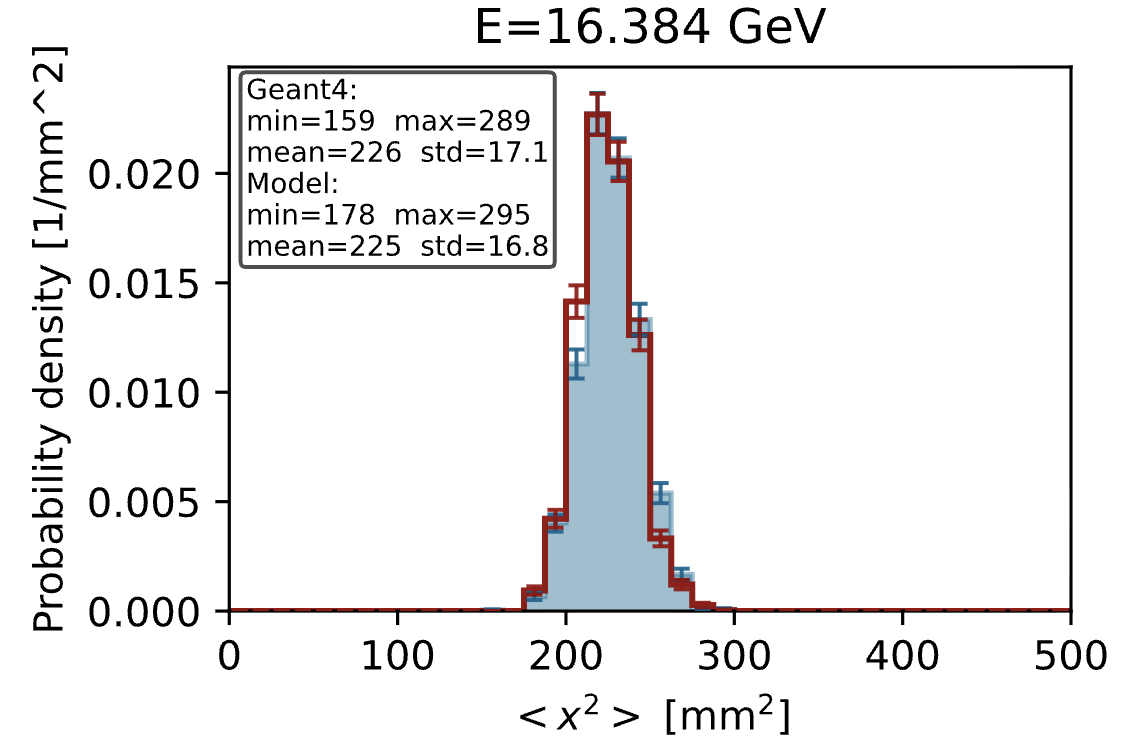 E=16.384 GeV
Geant4:
min=159 max=289
mean=226 std=17.1
Model:
min=178 max=295
mean=225 std=16.8
Probability density [1/mm^2]
0.020
0.015
0.010
0.005
0.000
0 100 200 300 400 500
< x² > [mm²]